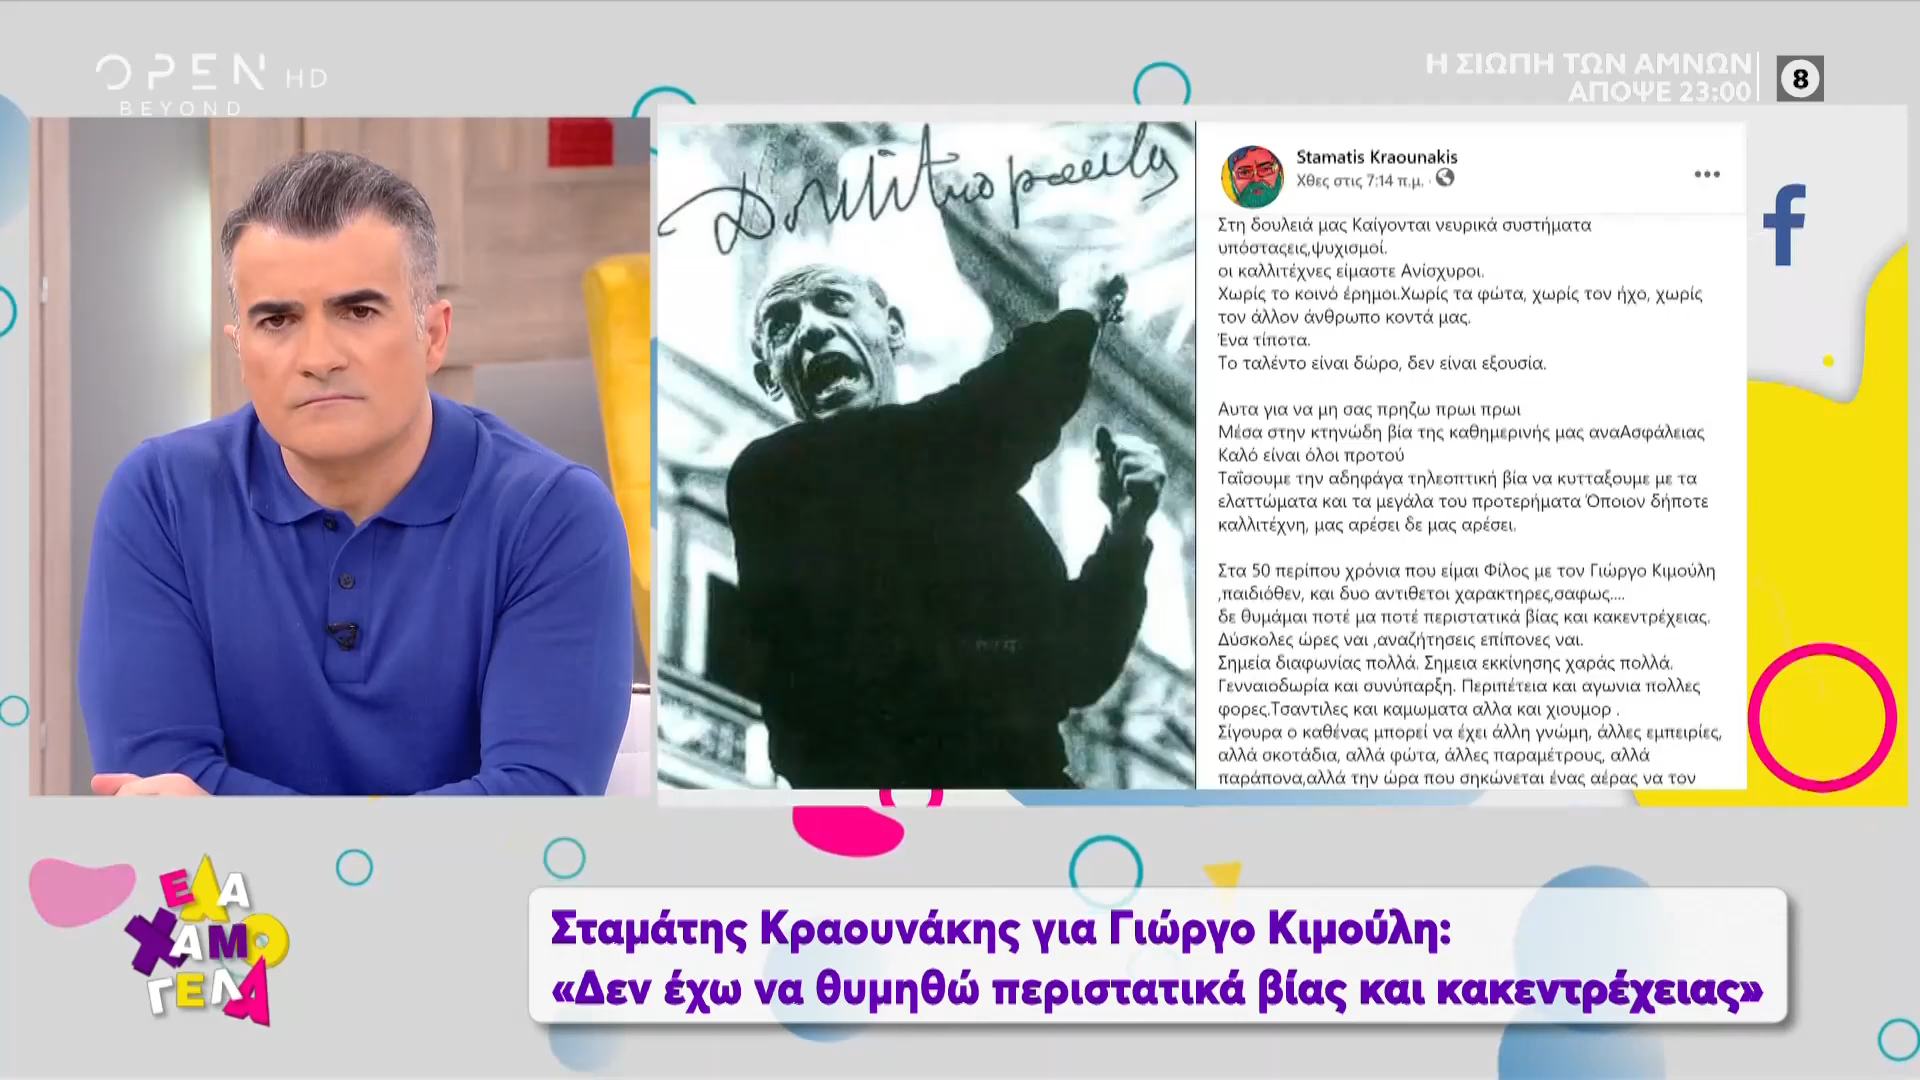 OPEN HD
BEYOND
Η ΣΙΩΠΗ ΤΩΝ ΑΜΝΩΝ
ΑΠΟΨΕ 23:00
8
Stamatis Kraounakis
Χθες στις 7:14 π.μ.
Στη δουλειά μας Καίγονται νευρικά συστήματα
υπόστασςεις,ψυχισμοί.
οι καλλιτέχνες είμαστε Ανίσχυροι.
Χωρίς το κοινό έρημοι.Χωρίς τα φώτα, χωρίς τον ήχο, χωρίς
τον άλλον άνθρωπο κοντά μας.
Ένα τίποτα.
Το ταλέντο είναι δώρο, δεν είναι εξουσία.
Αυτα για να μη σας πρηζω πρωι πρωι
Μέσα στην κτηνώδη βία της καθημερινής μας αναΑσφάλειας
Καλό είναι όλοι προτού
Ταΐσουμε την αδηφάγα τηλεοπτική βία να κυτταξουμε με τα
ελαττώματα και τα μεγάλα του προτερήματα Όποιον δήποτε
καλλιτέχνη, μας αρέσει δε μας αρέσει.
Στα 50 περίπου χρόνια που είμαι Φίλος με τον Γιώργο Κιμούλη
,παιδιόθεν, και δυο αντιθετοι χαρακτηρες,σαφως....
δε θυμάμαι ποτέ μα ποτέ περιστατικά βίας και κακεντρέχειας.
Δύσκολες ώρες ναι ,αναζήτησεις επίπονες ναι.
Σημεία διαφωνίας πολλά. Σημεια εκκίνησης χαράς πολλά.
Γενναιοδωρία και συνύπαρξη. Περιπέτεια και αγωνια πολλες
φορες.Τσαντιλες και καμωματα αλλα και χιουμορ .
Σίγουρα ο καθένας μπορεί να έχει άλλη γνώμη, άλλες εμπειρίες,
αλλά σκοτάδια, αλλά φώτα, άλλες παραμέτρους, αλλά
παράπονα,αλλά την ώρα που σηκώνεται ένας αέρας να τον
f
ΕΛΑ
ΧΑΜΟ
ΓΕΛΑ
Σταμάτης Κραουνάκης για Γιώργο Κιμούλη:
«Δεν έχω να θυμηθώ περιστατικά βίας και κακεντρέχειας»